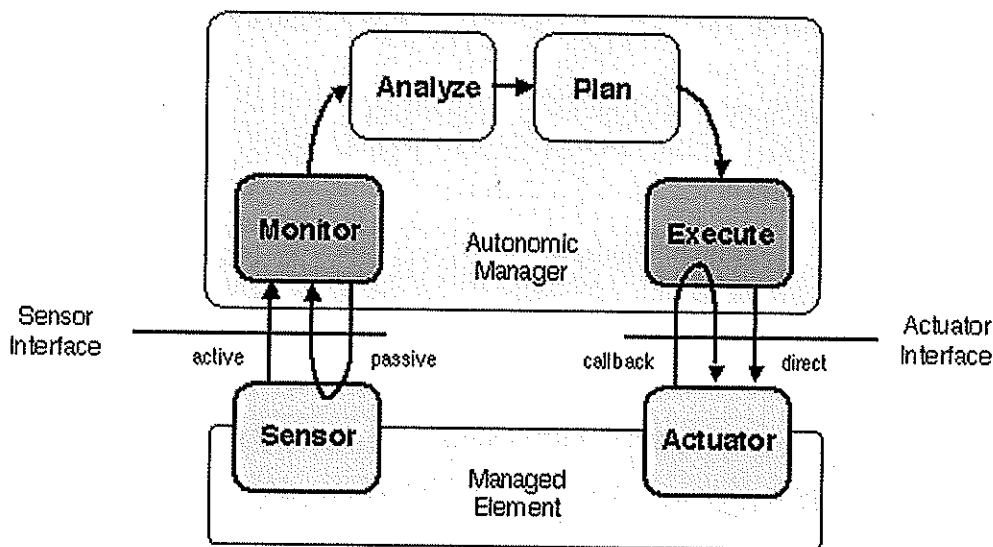 Analyze
Plan
Monitor
Execute
Autonomic
Manager
Sensor
Interface
active
passive
callback
direct
Actuator
Interface
Sensor
Actuator
Managed
Element